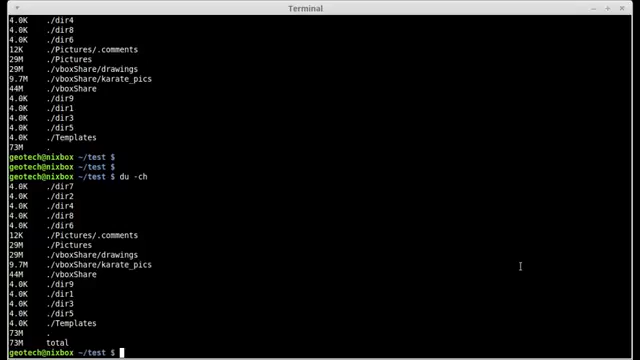 Terminal
4.0K ./dir4
4.0K ./dir8
4.0K ./dir6
12K ./Pictures/.comments
29M ./Pictures
29M ./vboxShare/drawings
9.7M ./vboxShare/karate_pics
44M ./vboxShare
4.0K ./dir9
4.0K ./dir1
4.0K ./dir3
4.0K ./dir5
4.0K ./Templates
73M .
geotech@nixbox ~/test $
geotech@nixbox ~/test $
geotech@nixbox ~/test $ du -ch
4.0K ./dir7
4.0K ./dir2
4.0K ./dir4
4.0K ./dir8
4.0K ./dir6
12K ./Pictures/.comments
29M ./Pictures
29M ./vboxShare/drawings
9.7M ./vboxShare/karate_pics
44M ./vboxShare
4.0K ./dir9
4.0K ./dir1
4.0K ./dir3
4.0K ./dir5
4.0K ./Templates
73M .
73M total
geotech@nixbox ~/test $